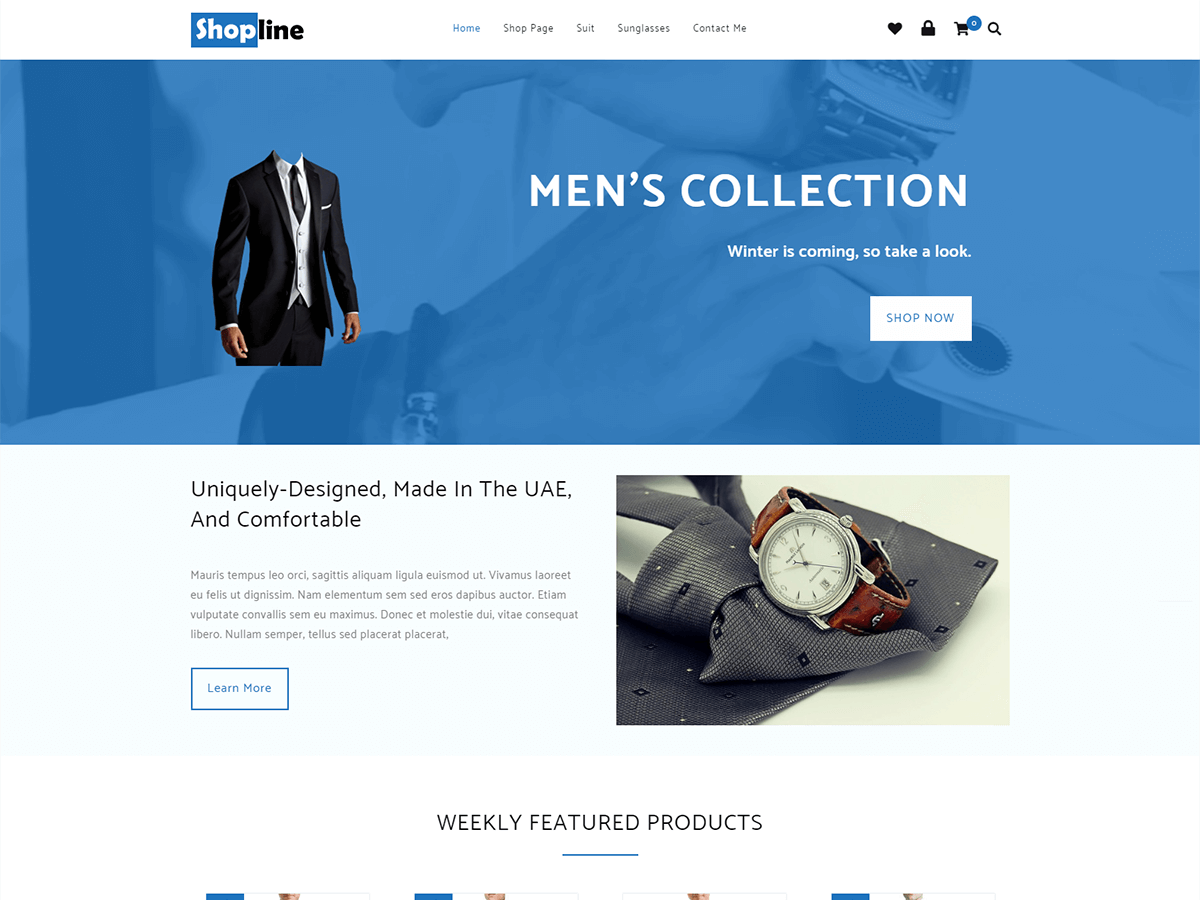 Shopline
Home Shop Page Suit Sunglasses Contact Me
0
MEN'S COLLECTION
Winter is coming, so take a look.
SHOP NOW
Uniquely-Designed, Made In The UAE,
And Comfortable
Mauris tempus leo orci, sagittis aliquam ligula euismod ut. Vivamus laoreet
eu felis ut dignissim. Nam elementum sem sed eros dapibus auctor. Etiam
vulputate convallis sem eu maximus. Donec et molestie dui, vitae consequat
libero. Nullam semper, tellus sed placerat placerat,
Learn More
WEEKLY FEATURED PRODUCTS